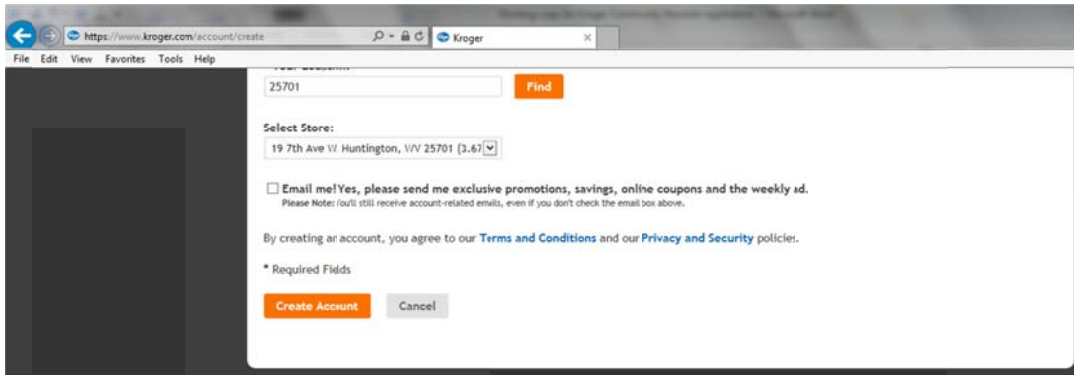 https://www.kroger.com/account/create
Kroger
File Edit View Favorites Tools Help
25701
Find
Select Store:
19 7th Ave W Huntington, WV 25701 (3.67
Email me!Yes, please send me exclusive promotions, savings, online coupons and the weekly ad.
Please Note: You'll still receive account-related emails, even if you don't check the email box above.
By creating an account, you agree to our Terms and Conditions and our Privacy and Security policies.
* Required Fields
Create Account
Cancel